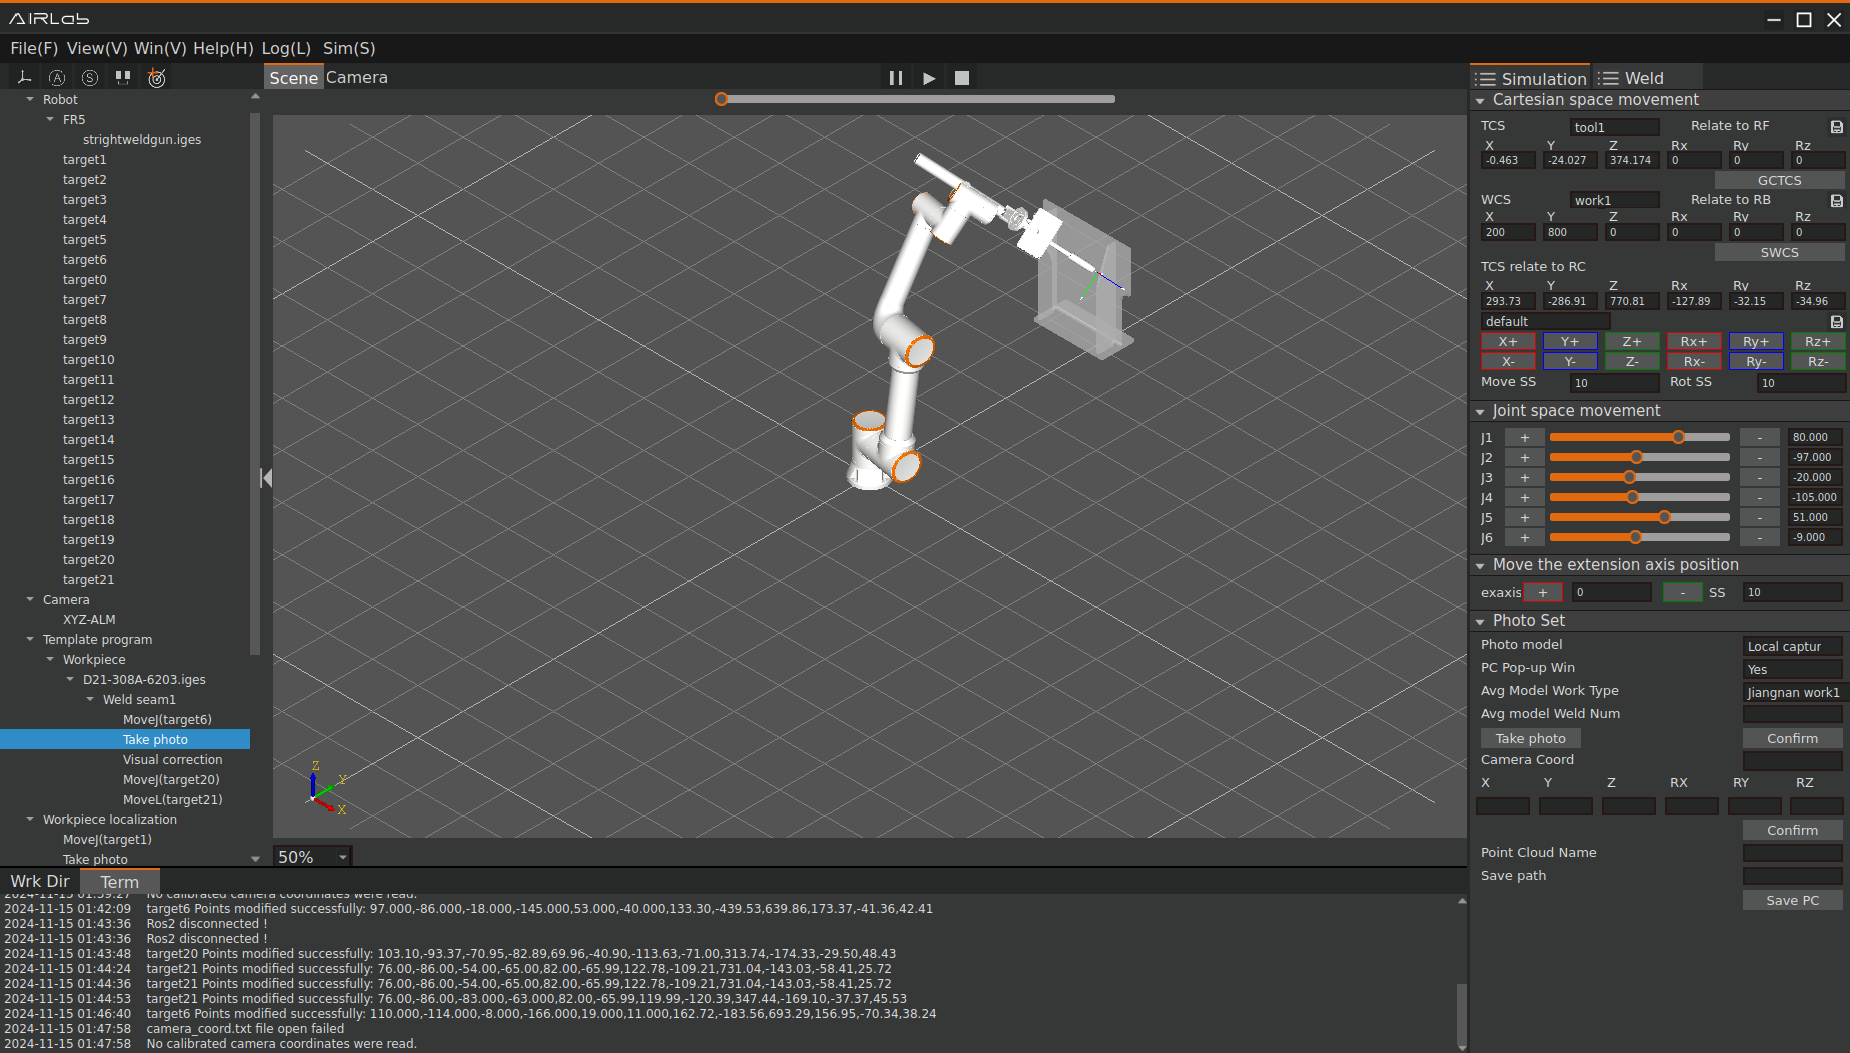 AIRLab
File(F) View(V) Win(V) Help(H) Log(L) Sim(S)
A S
Scene Camera
Simulation Weld
Robot
FR5
strightweldgun.iges
target1
target2
target3
target4
target5
target6
target0
target7
target8
target9
target10
target11
target12
target13
target14
target15
target16
target17
target18
target19
target20
target21
Camera
XYZ-ALM
Template program
Workpiece
D21-308A-6203.iges
Weld seam1
MoveJ(target6)
Take photo
Visual correction
MoveJ(target20)
MoveL(target21)
Workpiece localization
MoveJ(target1)
Take photo
Z
Y
X
50%
Cartesian space movement
TCS tool1 Relate to RF
X Y Z Rx Ry Rz
-0.463 -24.027 374.174 0 0 0
GCTCS
WCS work1 Relate to RB
X Y Z Rx Ry Rz
200 800 0 0 0 0
SWCS
TCS relate to RC
X Y Z Rx Ry Rz
293.73 -286.91 770.81 -127.89 -32.15 -34.96
default
X+ Y+ Z+ Rx+ Ry+ Rz+
X- Y- Z- Rx- Ry- Rz-
Move SS 10 Rot SS 10
Joint space movement
J1 + - 80.000
J2 + - -97.000
J3 + - -20.000
J4 + - -105.000
J5 + - 51.000
J6 + - -9.000
Move the extension axis position
exaxis + 0 - SS 10
Photo Set
Photo model Local captur
PC Pop-up Win Yes
Avg Model Work Type Jiangnan work1
Avg model Weld Num
Take photo Confirm
Camera Coord
X Y Z RX RY RZ
Confirm
Point Cloud Name
Save path
Save PC
Wrk Dir Term
2024-11-15 01:39:27 No calibrated camera coordinates were read.
2024-11-15 01:42:09 target6 Points modified successfully: 97.000,-86.000,-18.000,-145.000,53.000,-40.000,133.30,-439.53,639.86,173.37,-41.36,42.41
2024-11-15 01:43:36 Ros2 disconnected !
2024-11-15 01:43:36 Ros2 disconnected !
2024-11-15 01:43:48 target20 Points modified successfully: 103.10,-93.37,-70.95,-82.89,69.96,-40.90,-113.63,-71.00,313.74,-174.33,-29.50,48.43
2024-11-15 01:44:24 target21 Points modified successfully: 76.00,-86.00,-54.00,-65.00,82.00,-65.99,122.78,-109.21,731.04,-143.03,-58.41,25.72
2024-11-15 01:44:36 target21 Points modified successfully: 76.00,-86.00,-54.00,-65.00,82.00,-65.99,122.78,-109.21,731.04,-143.03,-58.41,25.72
2024-11-15 01:44:53 target21 Points modified successfully: 76.00,-86.00,-83.000,-63.000,82.00,-65.99,119.99,-120.39,347.44,-169.10,-37.37,45.53
2024-11-15 01:46:40 target6 Points modified successfully: 110.000,-114.000,-8.000,-166.000,19.000,11.000,162.72,-183.56,693.29,156.95,-70.34,38.24
2024-11-15 01:47:58 camera_coord.txt file open failed
2024-11-15 01:47:58 No calibrated camera coordinates were read.